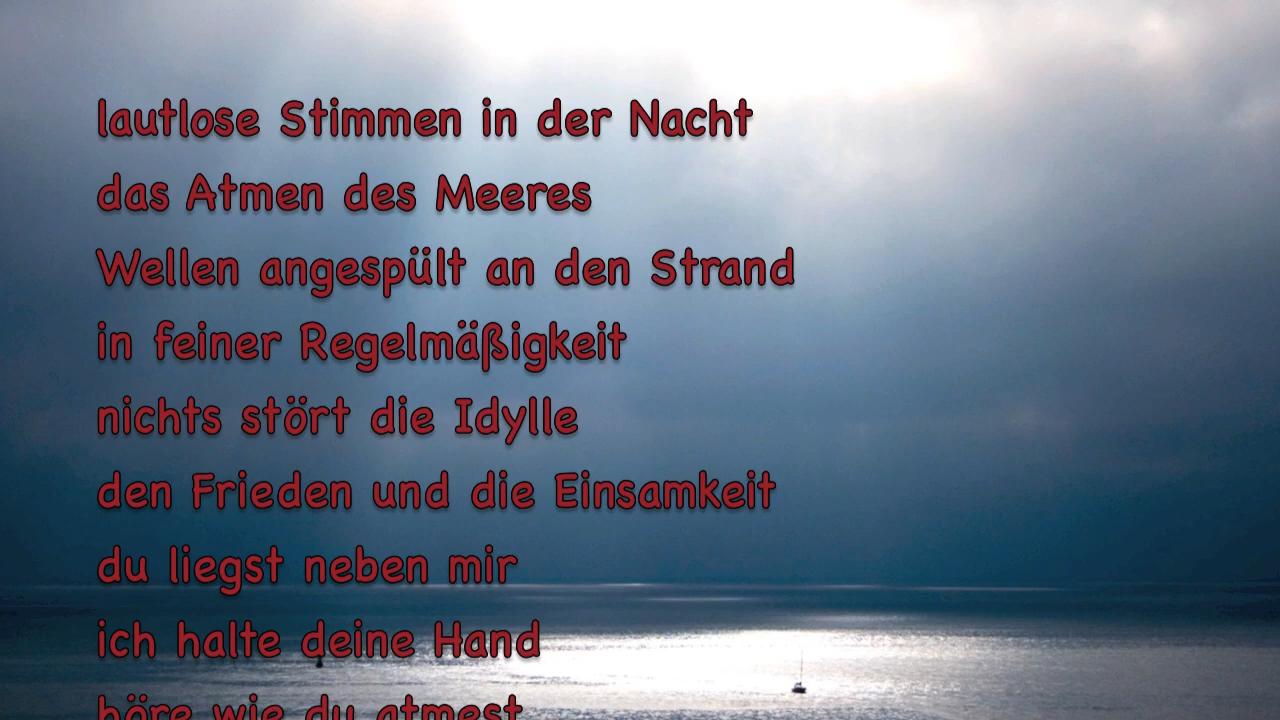 lautlose Stimmen in der Nacht
das Atmen des Meeres
Wellen angespült an den Strand
in feiner Regelmäßigkeit
nichts stört die Idylle
den Frieden und die Einsamkeit
du liegst neben mir
ich halte deine Hand
höre wie du atmest